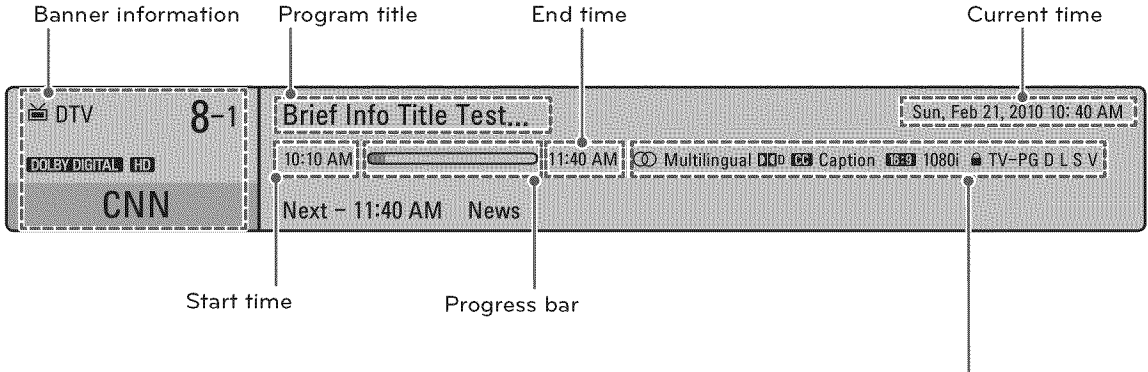 Banner information Program title End time Current time
DTV 8-1 Brief Info Title Test... Sun, Feb 21, 2010 10: 40 AM
DOLBY DIGITAL HD 10:10 AM 11:40 AM Multilingual DD D CC Caption 16:9 1080i TV-PG D L S V
CNN Next - 11:40 AM News
Start time Progress bar